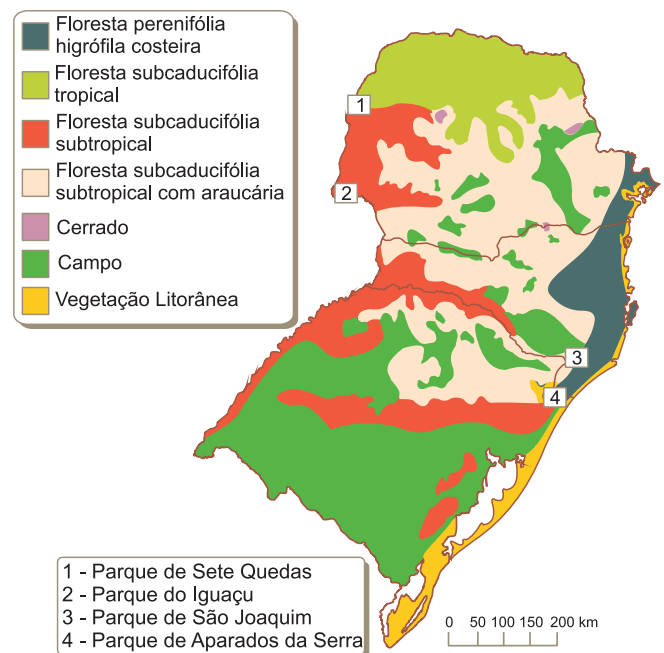 Floresta perenifólia
higrófila costeira
Floresta subcaducifólia
tropical
Floresta subcaducifólia
subtropical
Floresta subcaducifólia
subtropical com araucária
Cerrado
Campo
Vegetação Litorânea
1
2
3
4
1 - Parque de Sete Quedas
2 - Parque do Iguaçu
3 - Parque de São Joaquim
4 - Parque de Aparados da Serra
0 50 100 150 200 km